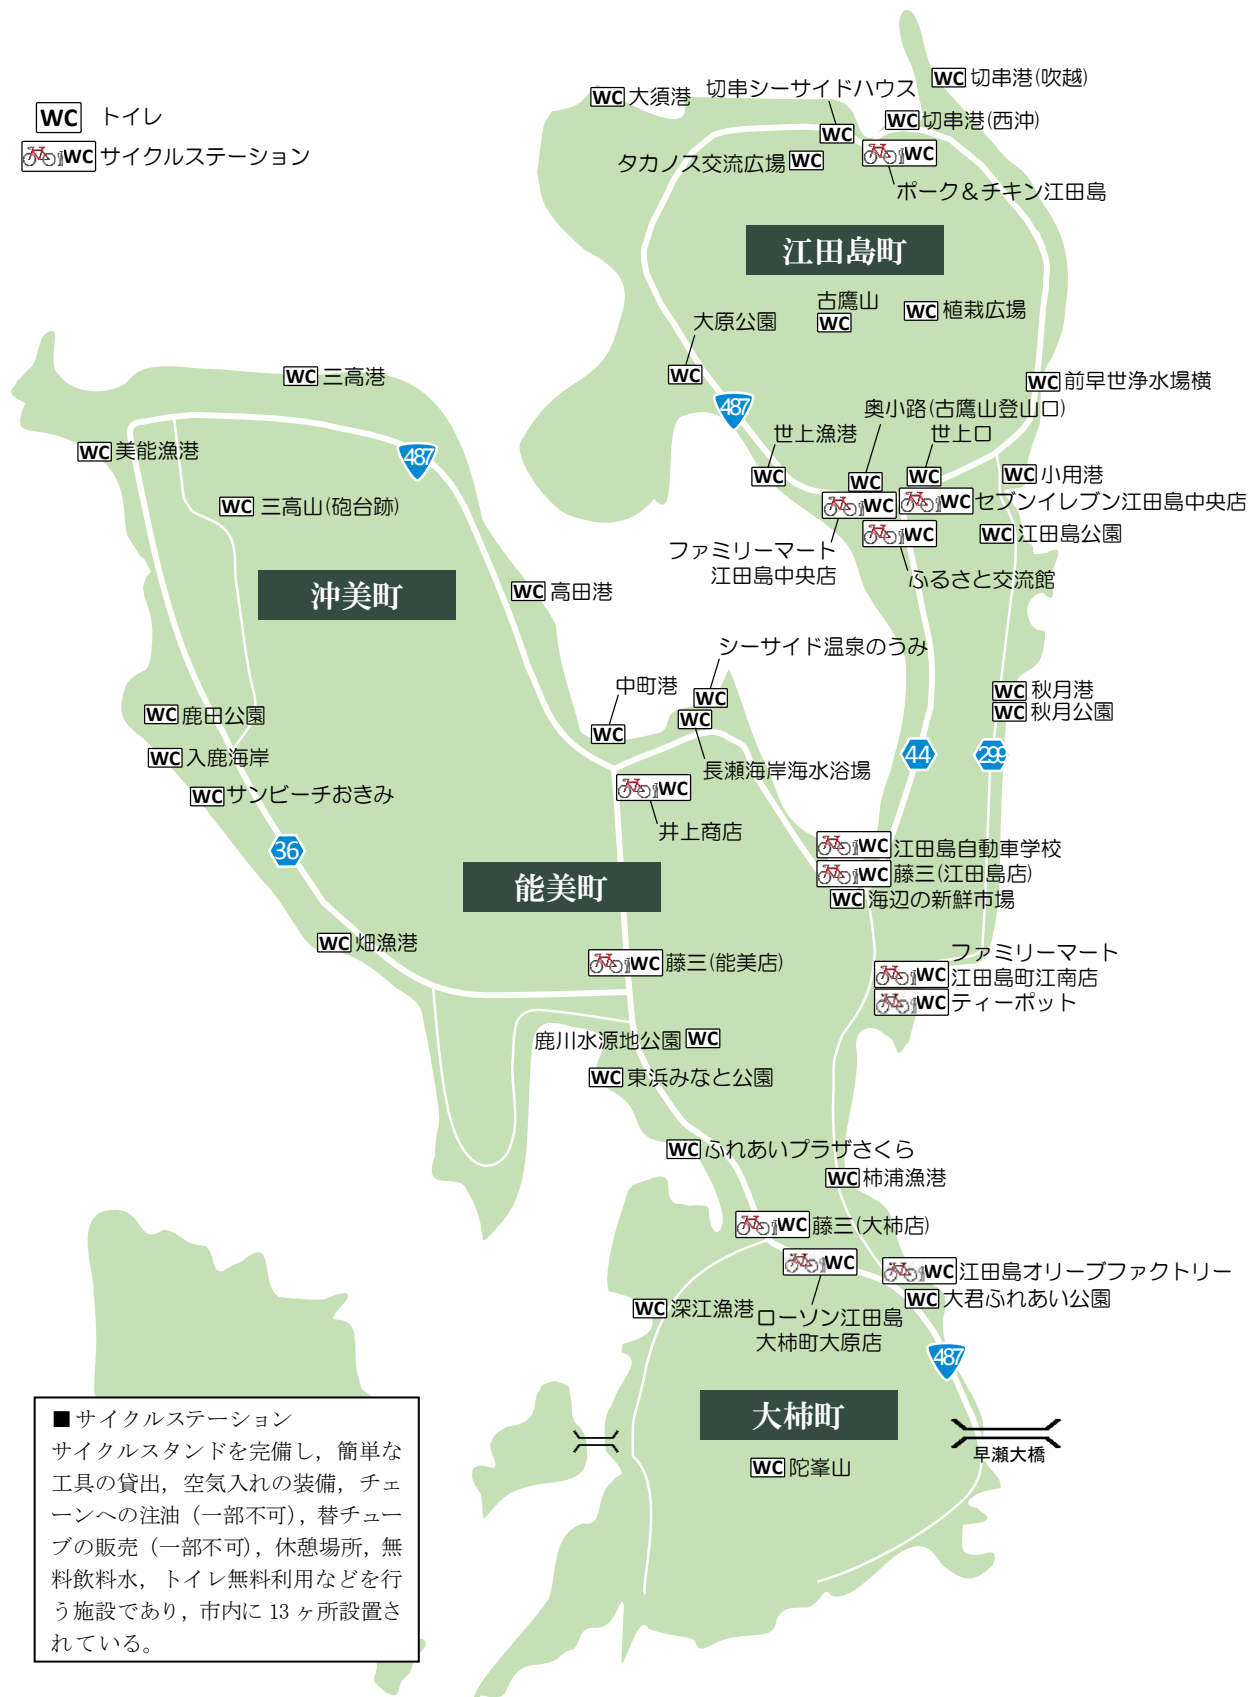 WC トイレ
WC サイクルステーション
WC 大須港
切串シーサイドハウス
WC
WC 切串港(吹越)
WC 切串港(西沖)
タカノス交流広場 WC
WC
ポーク＆チキン江田島
江田島町
古鷹山
WC
WC 植栽広場
大原公園
WC
487
WC 前早世浄水場横
奥小路(古鷹山登山口)
WC
世上漁港
WC
世上口
WC
WC 小用港
WC セブンイレブン江田島中央店
WC
ファミリーマート
江田島中央店
WC
ふるさと交流館
WC 江田島公園
WC 三高港
WC 美能漁港
487
WC 三高山(砲台跡)
沖美町
WC 高田港
シーサイド温泉のうみ
WC
中町港
WC
WC
長瀬海岸海水浴場
WC 秋月港
WC 秋月公園
44
299
WC 鹿田公園
WC 入鹿海岸
WC サンビーチおきみ
36
WC
井上商店
WC 江田島自動車学校
WC 藤三(江田島店)
WC 海辺の新鮮市場
能美町
WC 畑漁港
WC 藤三(能美店)
ファミリーマート
WC 江田島町江南店
WC ティーポット
鹿川水源地公園 WC
WC 東浜みなと公園
WC ふれあいプラザさくら
WC 柿浦漁港
WC 藤三(大柿店)
WC
ローソン江田島
大柿町大原店
WC 江田島オリーブファクトリー
WC 大君ふれあい公園
WC 深江漁港
487
大柿町
早瀬大橋
WC 陀峯山
■サイクルステーション
サイクルスタンドを完備し，簡単な
工具の貸出，空気入れの装備，チェ
ーンへの注油（一部不可），替チュー
ブの販売（一部不可），休憩場所，無
料飲料水，トイレ無料利用などを行
う施設であり，市内に 13 ヶ所設置さ
れている。